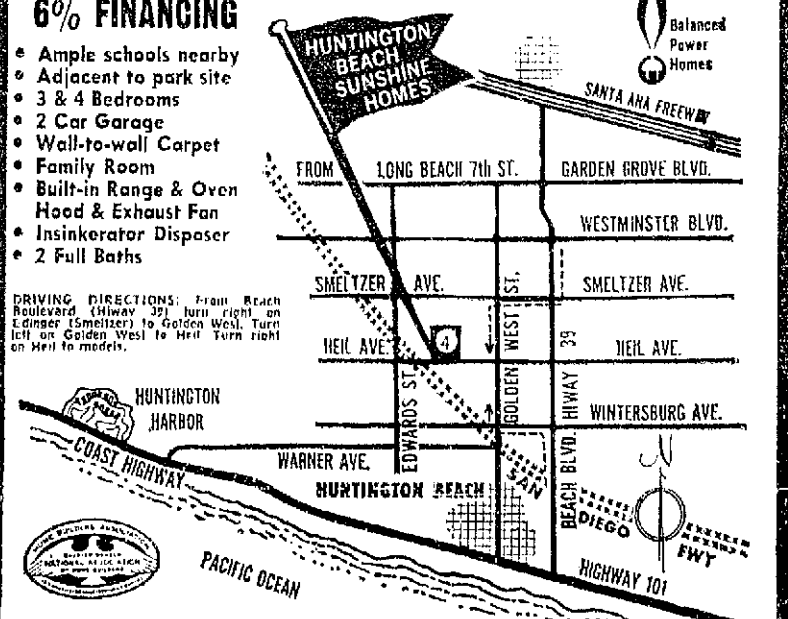 6% FINANCING
• Ample schools nearby
• Adjacent to park site
• 3 & 4 Bedrooms
• 2 Car Garage
• Wall-to-wall Carpet
• Family Room
• Built-in Range & Oven
Hood & Exhaust Fan
• Insinkerator Disposer
• 2 Full Baths
DRIVING DIRECTIONS: From Beach
Boulevard (Hiway 39) turn right on
Edinger (Smeltzer) to Golden West. Turn
left on Golden West to Heil. Turn right
on Heil to models.
HUNTINGTON
BEACH
SUNSHINE
HOMES
Balanced
Power
Homes
SANTA ANA FREEWAY
FROM LONG BEACH 7th ST. GARDEN GROVE BLVD.
WESTMINSTER BLVD.
SMELTZER AVE. SMELTZER AVE.
HEIL AVE. 4 HEIL AVE.
WINTERSBURG AVE.
EDWARDS ST.
GOLDEN WEST ST.
BEACH BLVD. HIWAY 39
HUNTINGTON
HARBOR
WARNER AVE.
COAST HIGHWAY
HUNTINGTON BEACH
SAN DIEGO FWY
N
HIGHWAY 101
PACIFIC OCEAN
HOME BUILDERS ASSOCIATION
NATIONAL ASSOCIATION